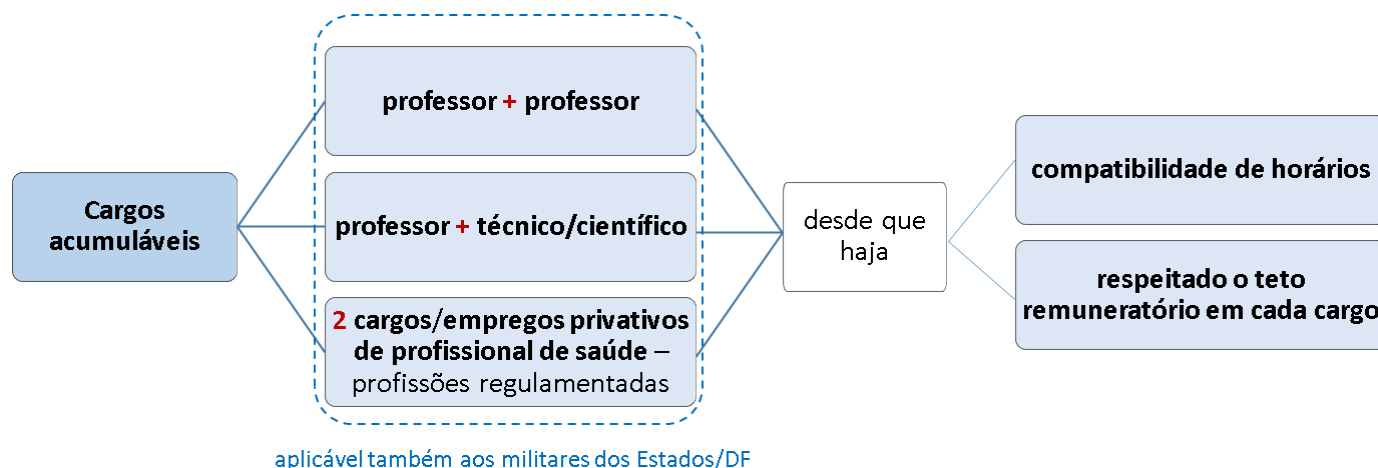 Cargos
acumuláveis
professor + professor
professor + técnico/científico
2 cargos/empregos privativos
de profissional de saúde –
profissões regulamentadas
desde que
haja
compatibilidade de horários
respeitado o teto
remuneratório em cada cargo
aplicável também aos militares dos Estados/DF